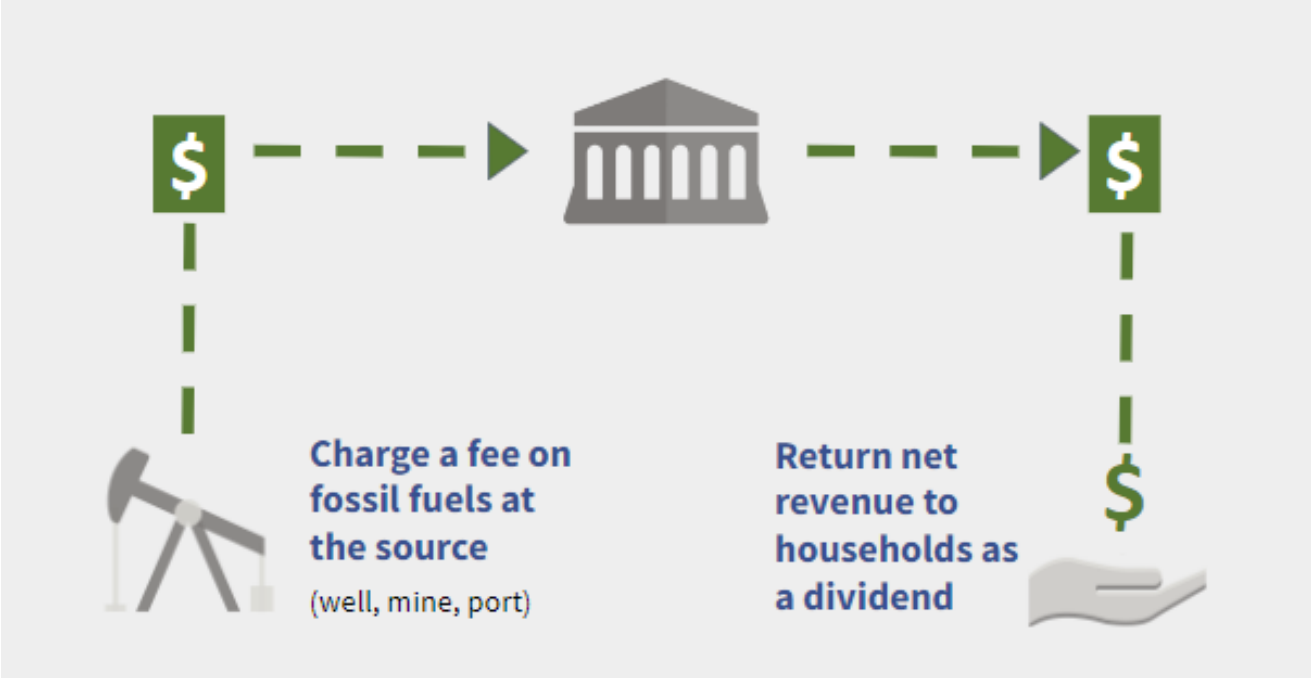 $
$
Charge a fee on
fossil fuels at
the source
(well, mine, port)
Return net
revenue to
households as
a dividend
$